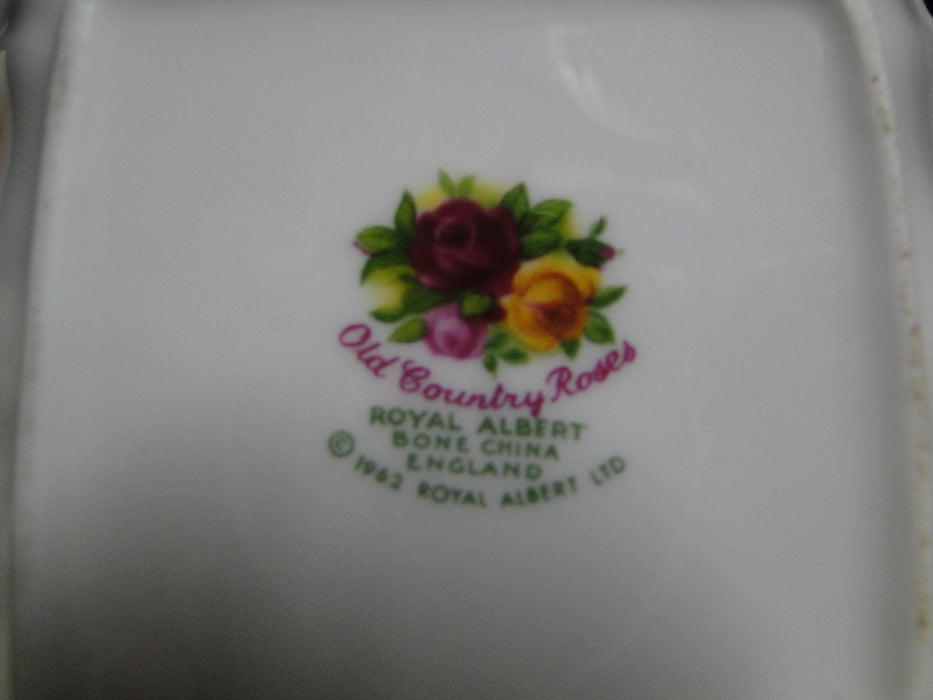 Old Country Roses
ROYAL ALBERT
BONE CHINA
ENGLAND
© 1962 ROYAL ALBERT LTD